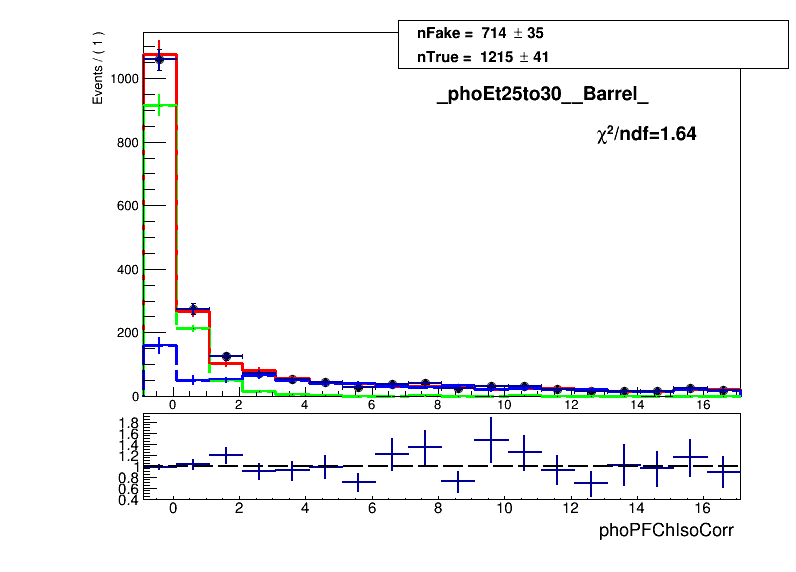 nFake = 714 ± 35
nTrue = 1215 ± 41
_phoEt25to30__Barrel_
χ²/ndf=1.64
Events / ( 1 )
1000
800
600
400
200
0
0 2 4 6 8 10 12 14 16
1.8
1.6
1.4
1.2
1
0.8
0.6
0.4
0 2 4 6 8 10 12 14 16
phoPFChIsoCorr